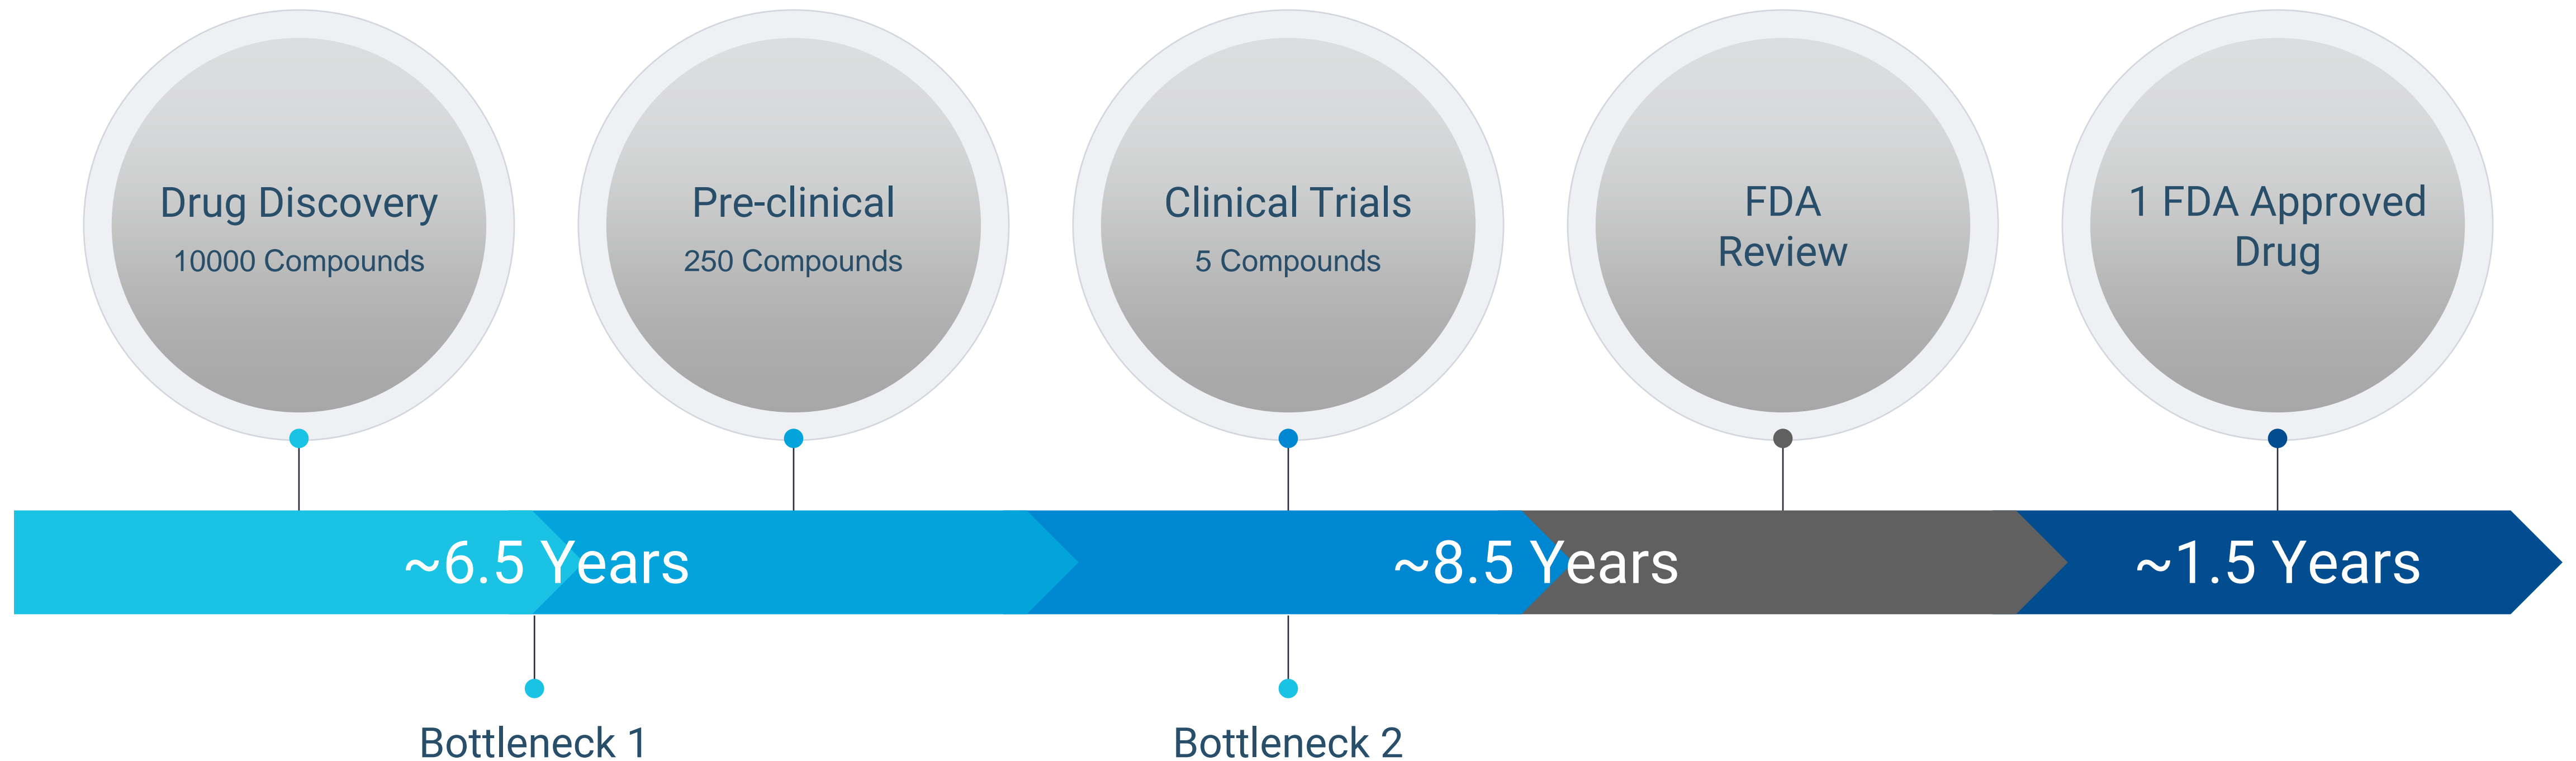 Drug Discovery
10000 Compounds
Pre-clinical
250 Compounds
Clinical Trials
5 Compounds
FDA
Review
1 FDA Approved
Drug
~6.5 Years
~8.5 Years
~1.5 Years
Bottleneck 1
Bottleneck 2